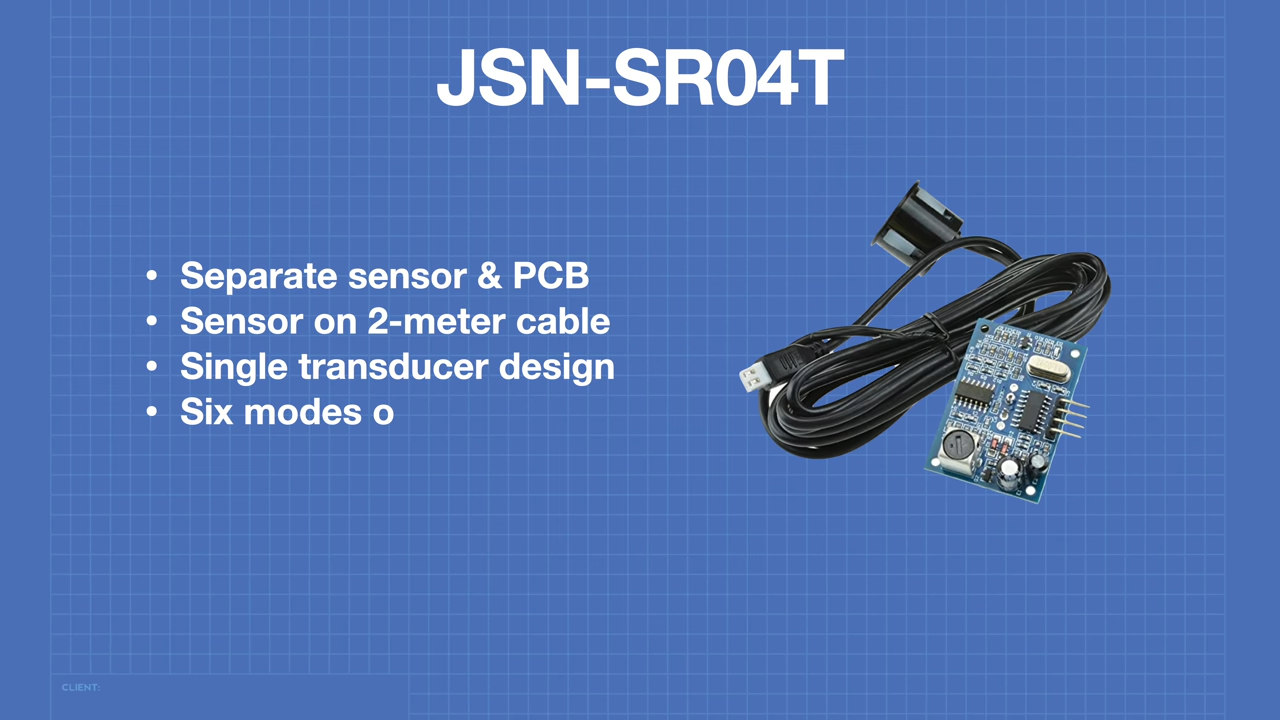 JSN-SR04T
• Separate sensor & PCB
• Sensor on 2-meter cable
• Single transducer design
• Six modes o
CLIENT: